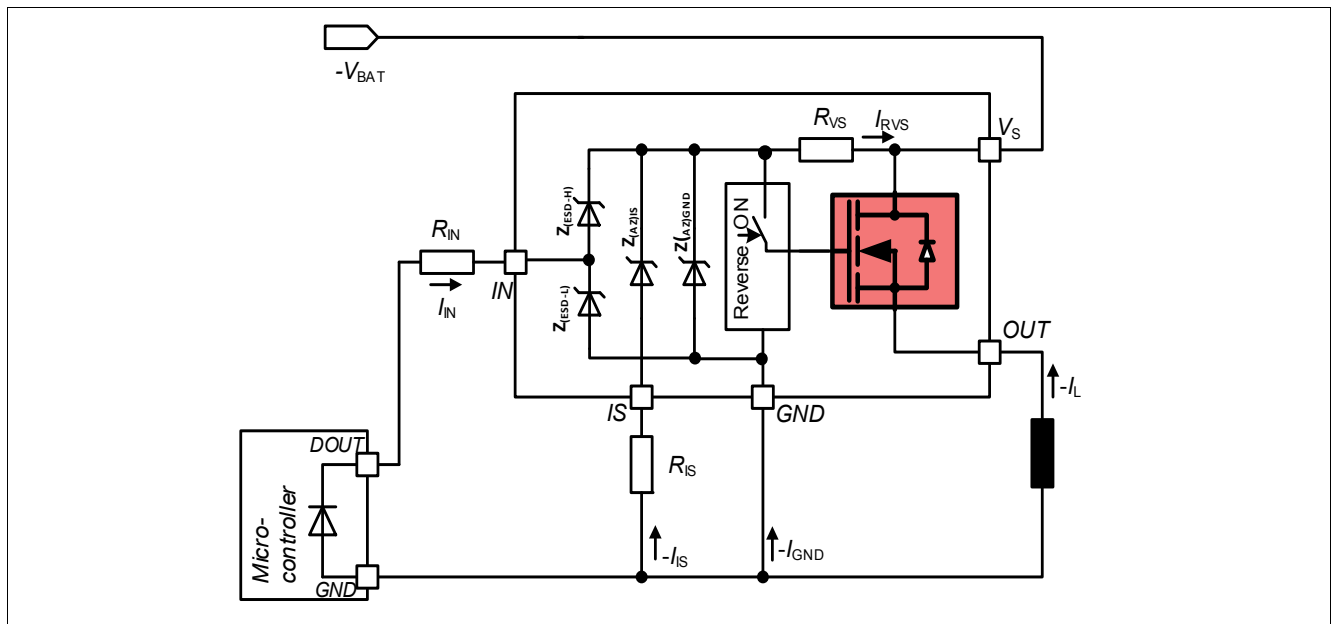 -VBAT
RVS
IRVS
VS
Z(ESD-H)
Z(AZ)IS
Z(AZ)GND
Reverse ON
RIN
IN
IIN
Z(ESD-L)
OUT
-IL
IS
GND
DOUT
RIS
Micro-
controller
-IIS
-IGND
GND